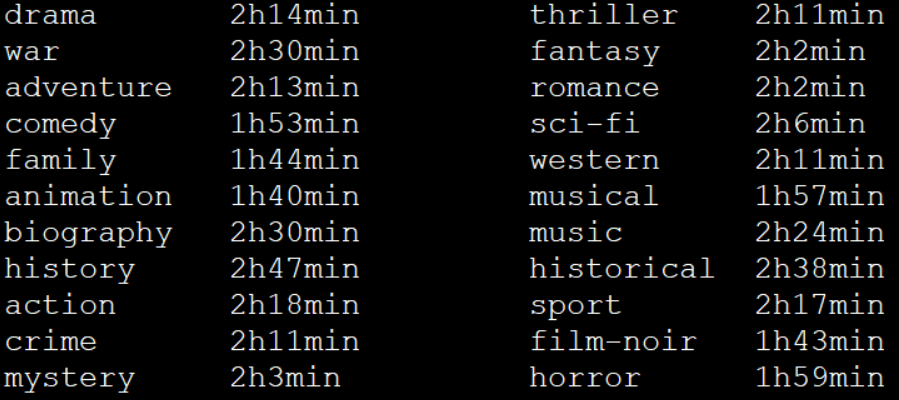 drama 2h14min thriller 2h11min
war 2h30min fantasy 2h2min
adventure 2h13min romance 2h2min
comedy 1h53min sci-fi 2h6min
family 1h44min western 2h11min
animation 1h40min musical 1h57min
biography 2h30min music 2h24min
history 2h47min historical 2h38min
action 2h18min sport 2h17min
crime 2h11min film-noir 1h43min
mystery 2h3min horror 1h59min